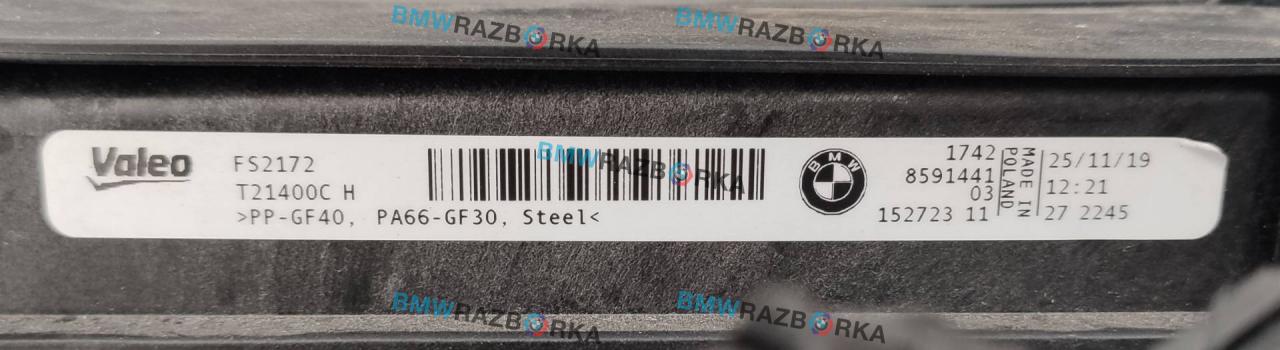 BMWRAZBORKA
BMWRAZBORKA
Valeo
FS2172
T21400C H
>PP-GF40, PA66-GF30, Steel<
BMWRAZBORKA
BMW
1742
8591441
03
152723 11
MADE IN
POLAND
25/11/19
12:21
27 2245
BMWRAZBORKA
BMWRAZBORKA